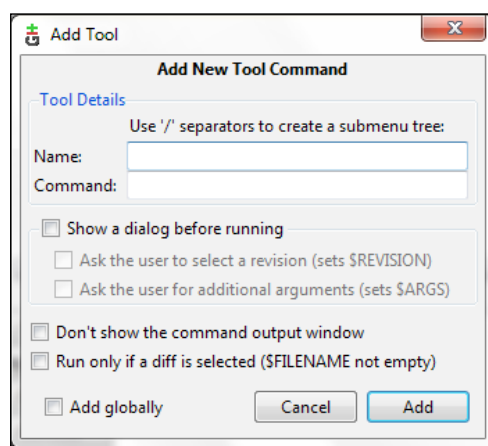 Add Tool
Add New Tool Command
Tool Details
Use '/' separators to create a submenu tree:
Name:
Command:
Show a dialog before running
Ask the user to select a revision (sets $REVISION)
Ask the user for additional arguments (sets $ARGS)
Don't show the command output window
Run only if a diff is selected ($FILENAME not empty)
Add globally Cancel Add